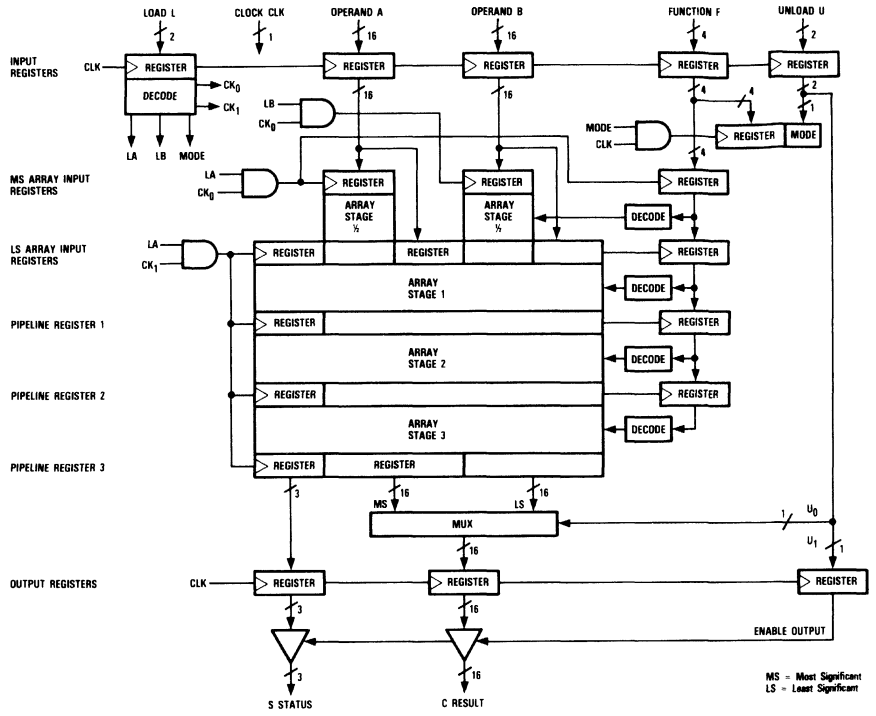 LOAD L
CLOCK CLK
OPERAND A
OPERAND B
FUNCTION F
UNLOAD U
2
1
16
16
4
2
INPUT
REGISTERS
CLK
REGISTER
REGISTER
REGISTER
REGISTER
REGISTER
DECODE
CK0
CK1
LA
LB
MODE
16
16
4
4
2
1
LB
CK0
MODE
CLK
REGISTER
MODE
4
MS ARRAY INPUT
REGISTERS
LA
CK0
REGISTER
REGISTER
REGISTER
ARRAY
STAGE
½
ARRAY
STAGE
½
DECODE
LS ARRAY INPUT
REGISTERS
LA
CK1
REGISTER
REGISTER
REGISTER
ARRAY
STAGE 1
DECODE
PIPELINE REGISTER 1
REGISTER
REGISTER
ARRAY
STAGE 2
DECODE
PIPELINE REGISTER 2
REGISTER
REGISTER
ARRAY
STAGE 3
DECODE
PIPELINE REGISTER 3
REGISTER
REGISTER
3
MS
16
LS
16
MUX
1
U0
U1
1
16
OUTPUT REGISTERS
CLK
REGISTER
REGISTER
REGISTER
3
16
ENABLE OUTPUT
3
16
S STATUS
C RESULT
MS = Most Significant
LS = Least Significant